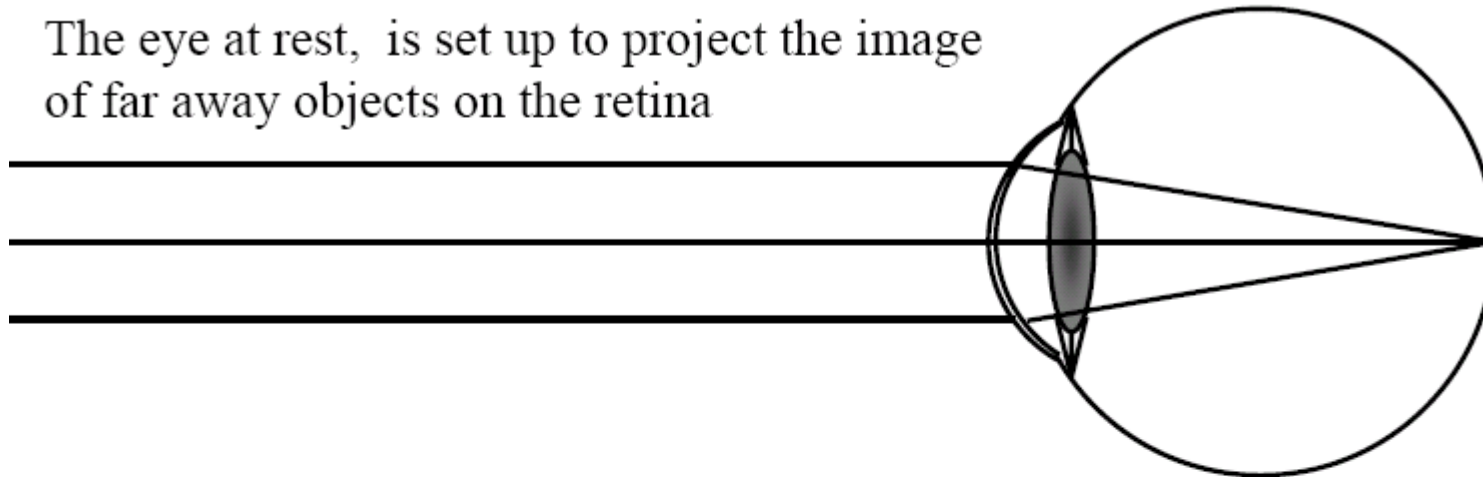 The eye at rest,  is set up to project the image
of far away objects on the retina